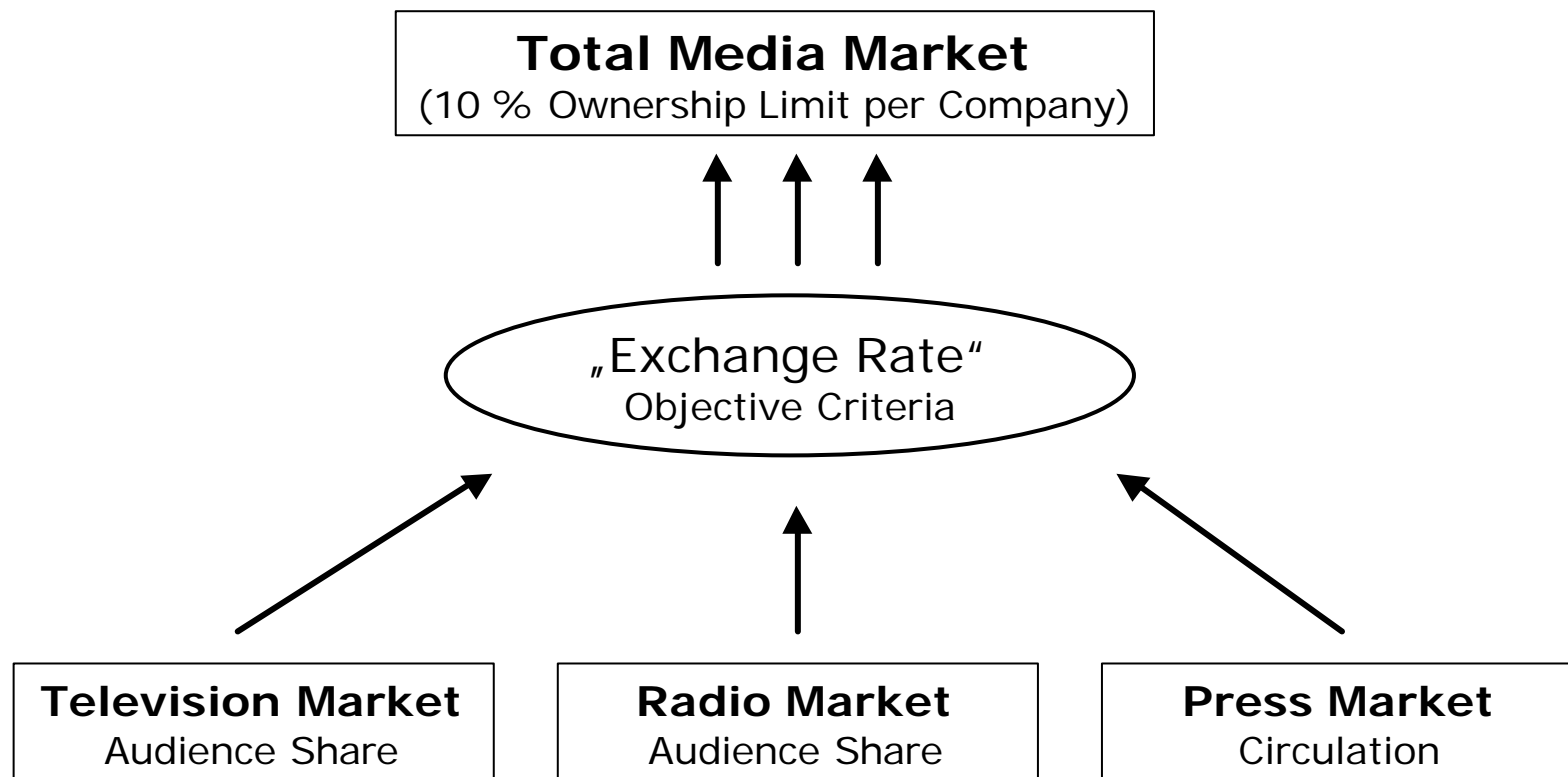 Total Media Market
(10 % Ownership Limit per Company)
„Exchange Rate“
Objective Criteria
Television Market
Audience Share
Radio Market
Audience Share
Press Market
Circulation